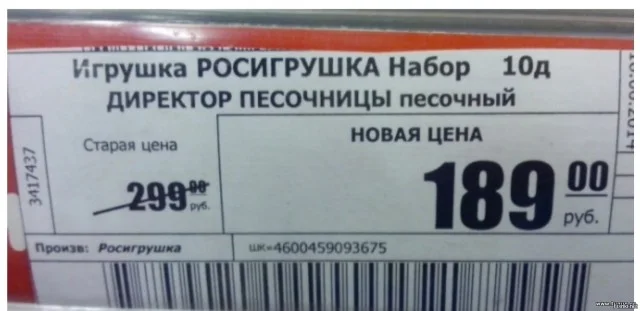 Игрушка РОСИГРУШКА Набор 10д
ДИРЕКТОР ПЕСОЧНИЦЫ песочный
Старая цена
НОВАЯ ЦЕНА
299 00 руб.
189 00 руб.
3417437
Произв: Росигрушка
шк=4600459093675